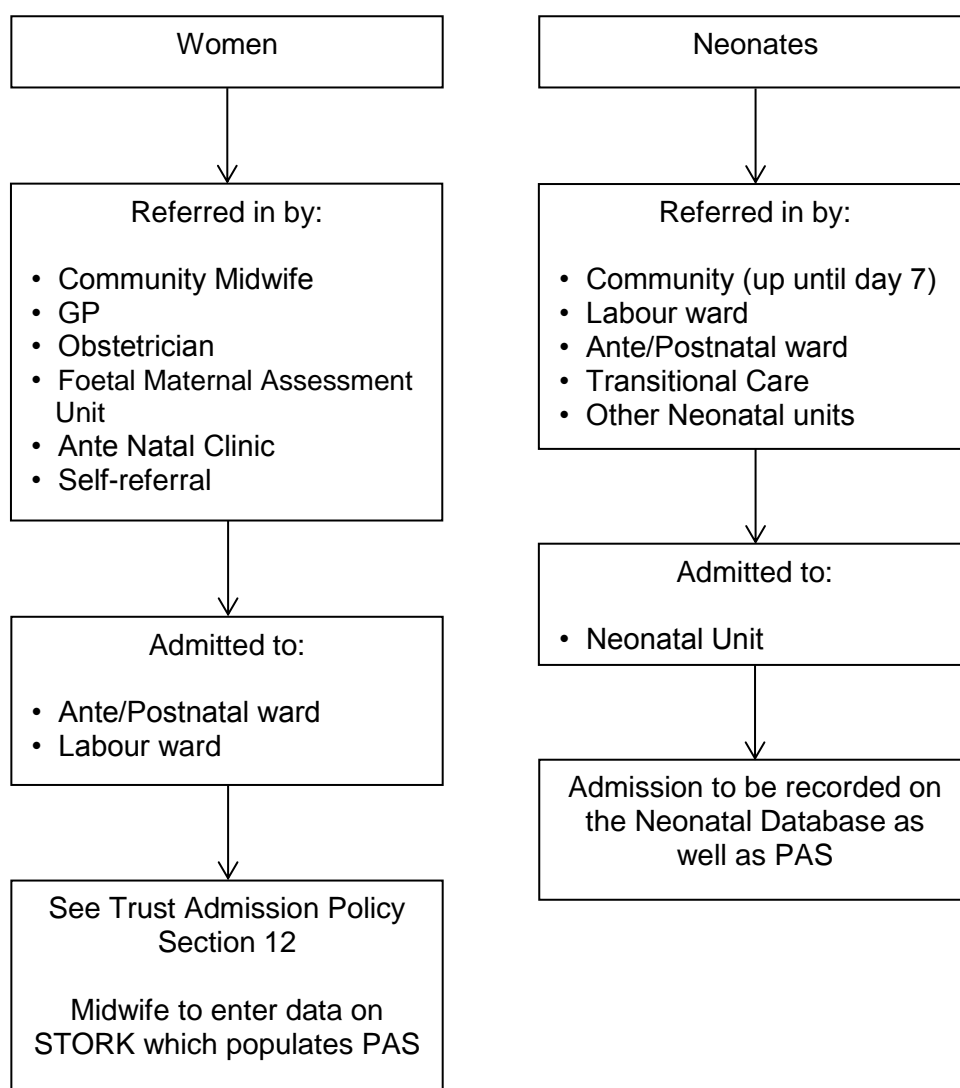 Women
Referred in by:
• Community Midwife
• GP
• Obstetrician
• Foetal Maternal Assessment
Unit
• Ante Natal Clinic
• Self-referral
Admitted to:
• Ante/Postnatal ward
• Labour ward
See Trust Admission Policy
Section 12
Midwife to enter data on
STORK which populates PAS
Neonates
Referred in by:
• Community (up until day 7)
• Labour ward
• Ante/Postnatal ward
• Transitional Care
• Other Neonatal units
Admitted to:
• Neonatal Unit
Admission to be recorded on
the Neonatal Database as
well as PAS